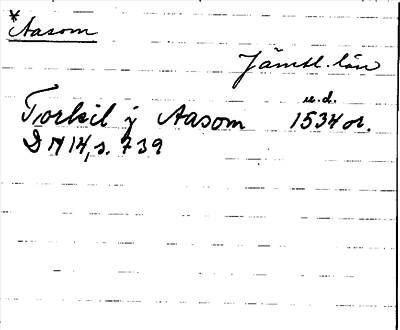 *Aasom
Jämtl. län
u.d.
Torkil j Aasom 1534 or.
DN 14, s. 739